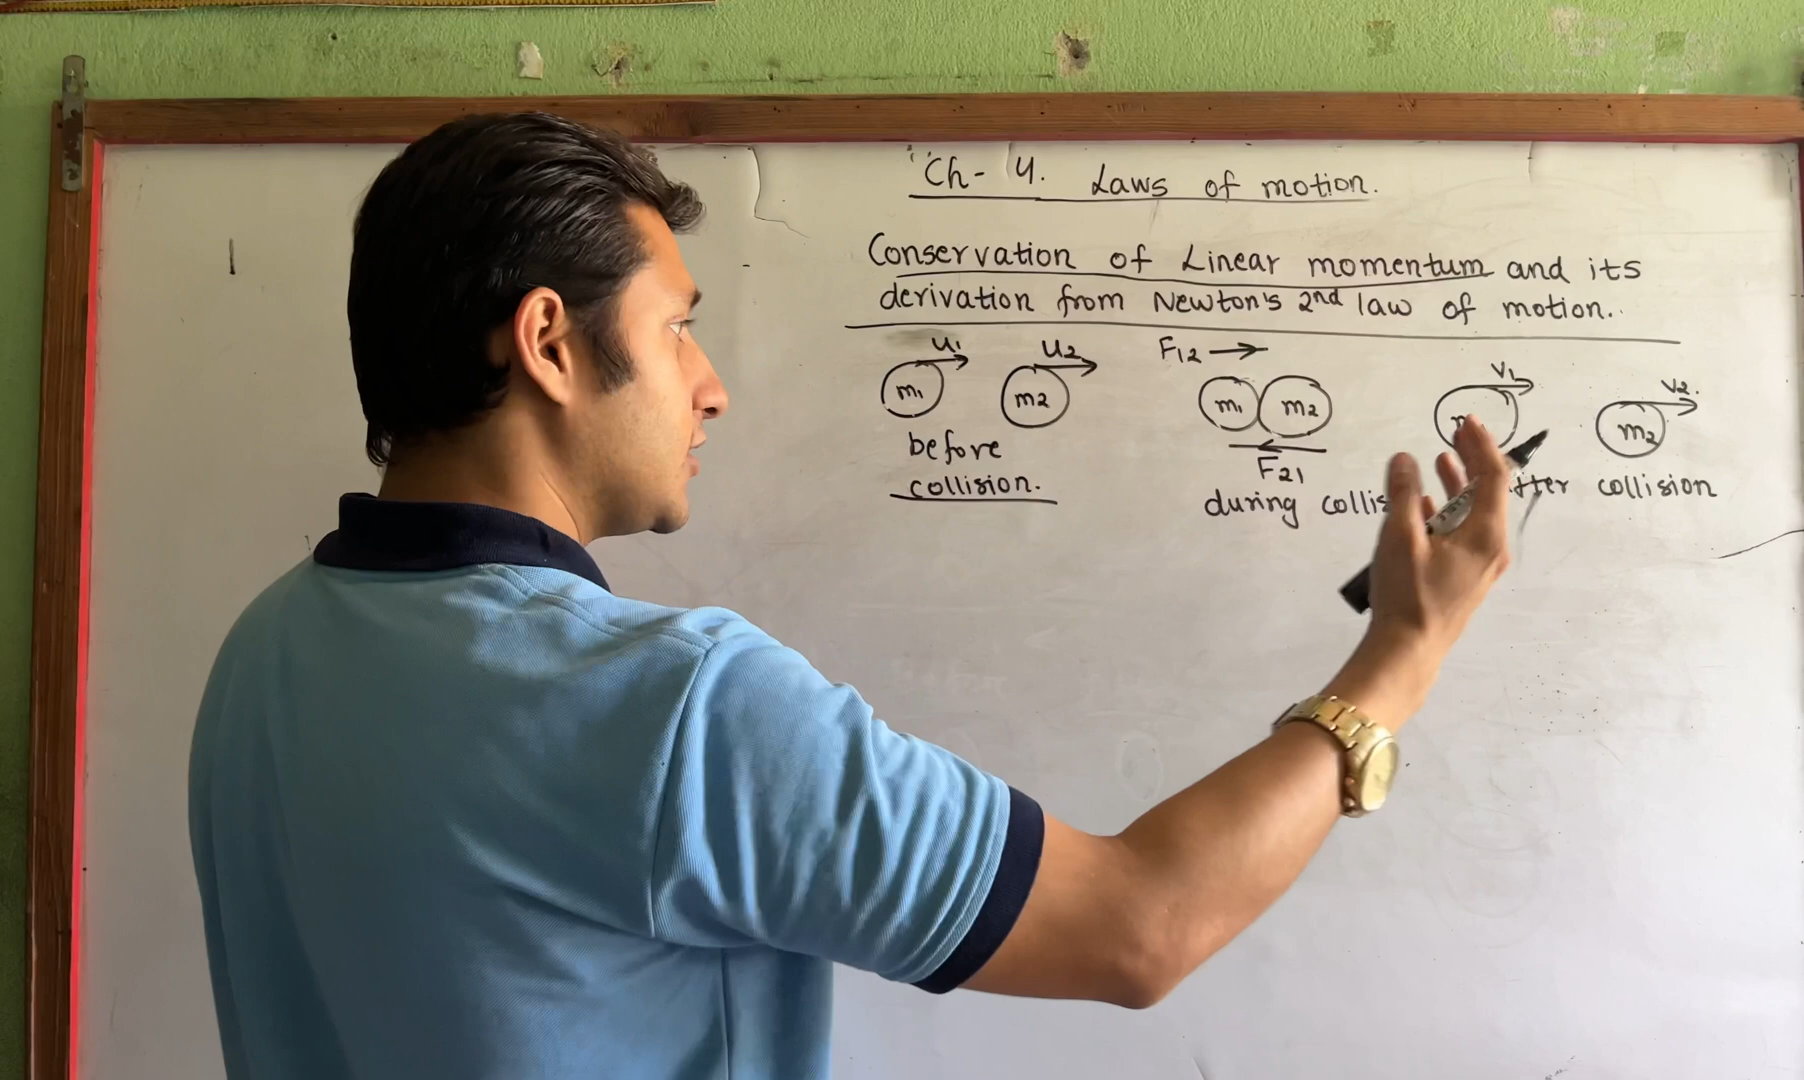 Ch- 4. Laws of motion.
Conservation of Linear momentum and its
derivation from Newton's 2nd law of motion.
u1 u2
m1 m2
before
collision.
F12
m1 m2
F21
during
v1 v2.
m2
collision